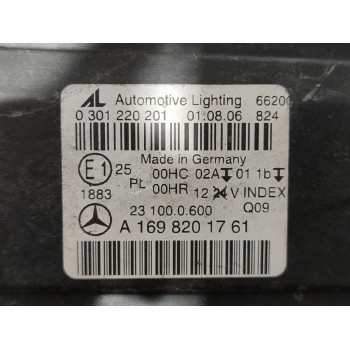 AL Automotive Lighting 6620
0 301 220 201 01.08.06 824
Made in Germany
E1 25 00HC 02A 01 1b
PL 00HR 12 24 V INDEX
1883
23 100.0.600 Q09
A 169 820 17 61